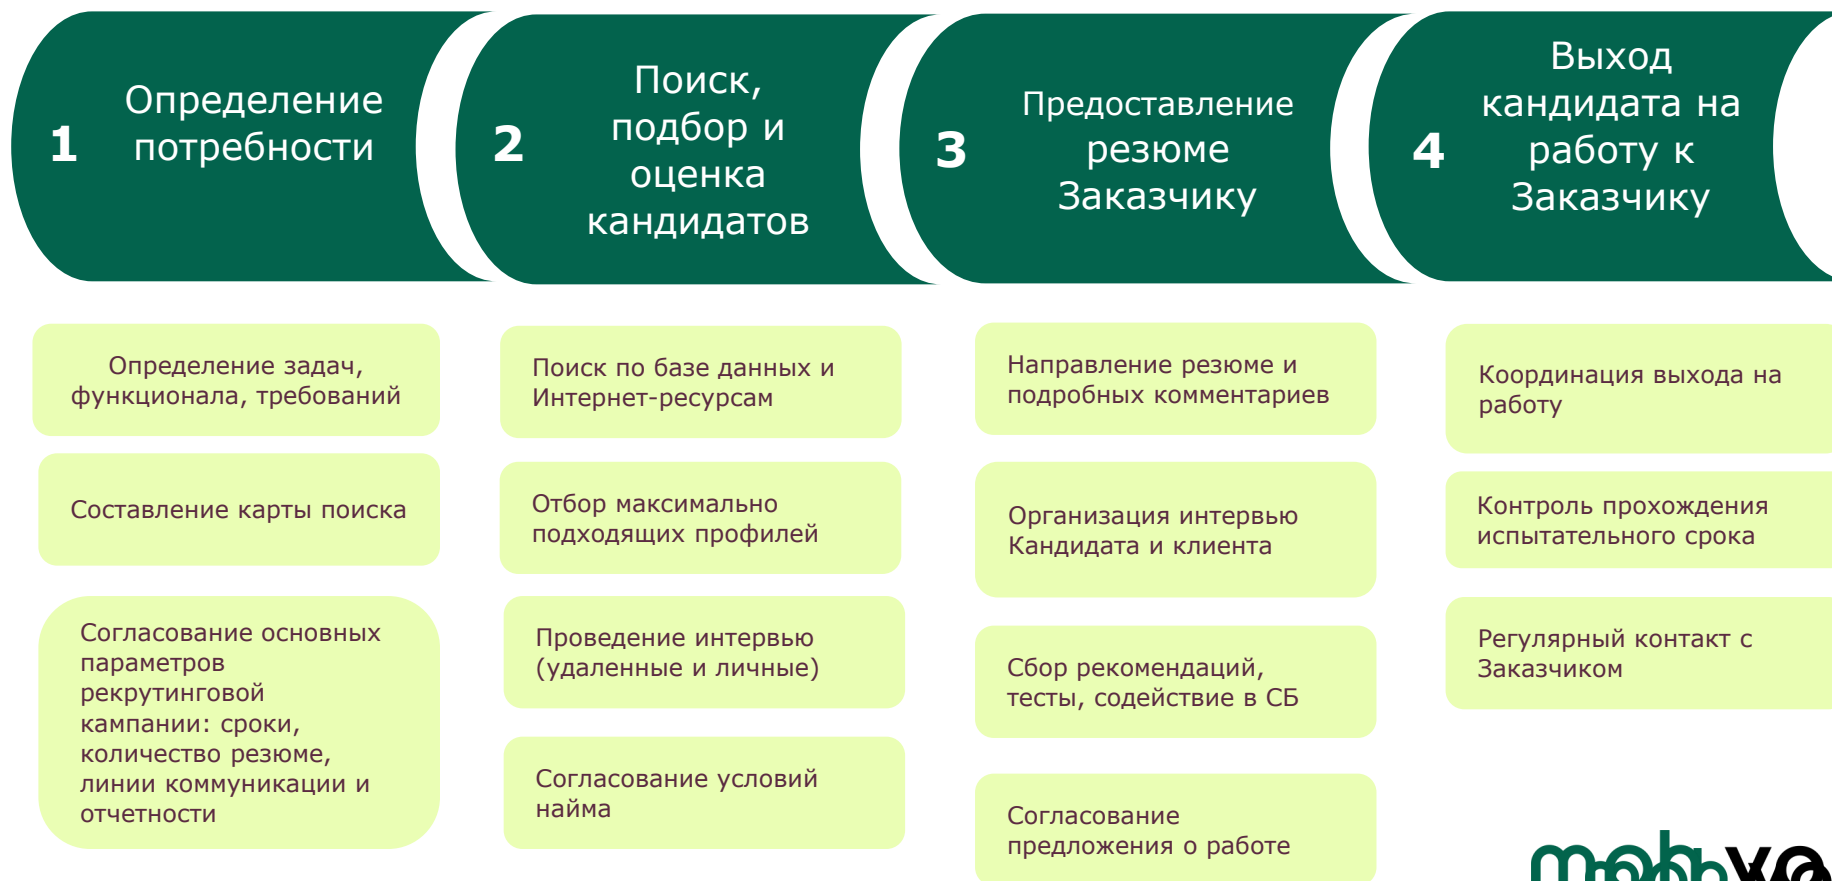 1
Определение
потребности
2
Поиск,
подбор и
оценка
кандидатов
3
Предоставление
резюме
Заказчику
4
Выход
кандидата на
работу к
Заказчику
Определение задач,
функционала, требований
Составление карты поиска
Согласование основных
параметров
рекрутинговой
кампании: сроки,
количество резюме,
линии коммуникации и
отчетности
Поиск по базе данных и
Интернет-ресурсам
Отбор максимально
подходящих профилей
Проведение интервью
(удаленные и личные)
Согласование условий
найма
Направление резюме и
подробных комментариев
Организация интервью
Кандидата и клиента
Сбор рекомендаций,
тесты, содействие в СБ
Согласование
предложения о работе
Координация выхода на
работу
Контроль прохождения
испытательного срока
Регулярный контакт с
Заказчиком